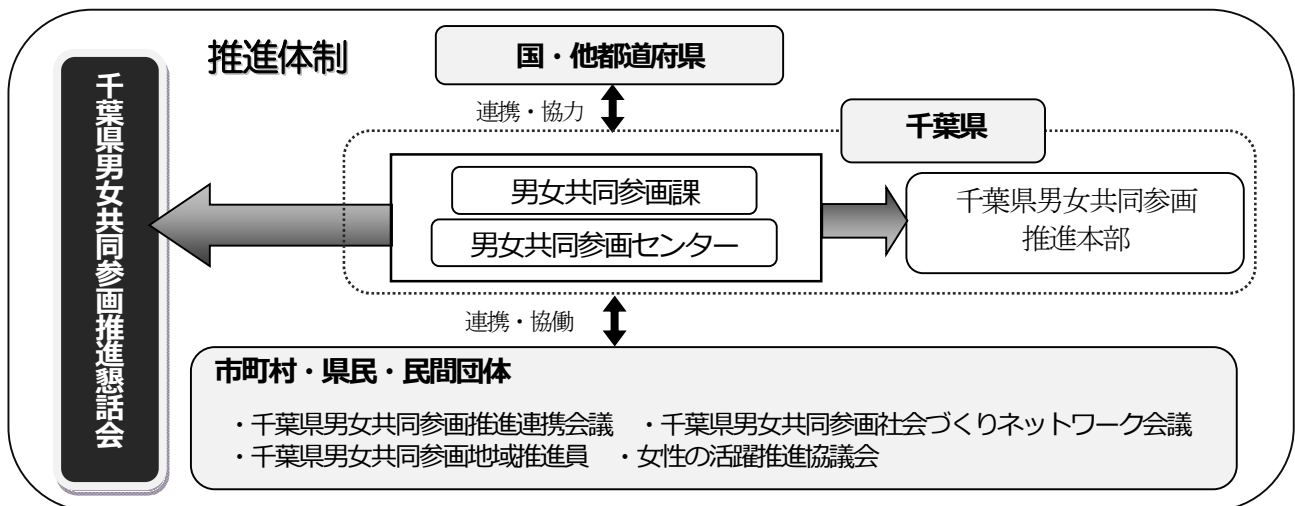 推進体制
千葉県男女共同参画推進懇話会
国・他都道府県
連携・協力
千葉県
男女共同参画課
男女共同参画センター
千葉県男女共同参画
推進本部
連携・協働
市町村・県民・民間団体
・千葉県男女共同参画推進連携会議 ・千葉県男女共同参画社会づくりネットワーク会議
・千葉県男女共同参画地域推進員 ・女性の活躍推進協議会